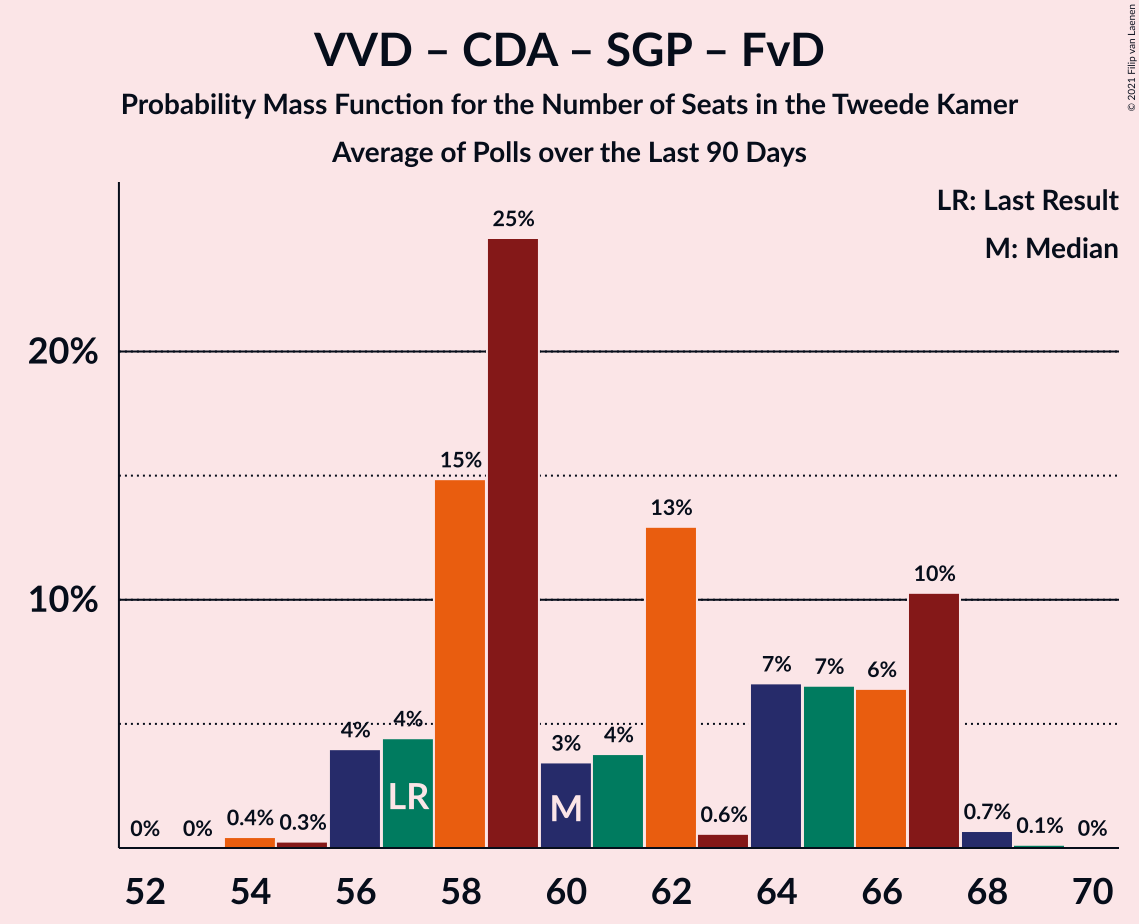 VVD – CDA – SGP – FvD
Probability Mass Function for the Number of Seats in the Tweede Kamer
Average of Polls over the Last 90 Days
© 2021 Filip van Laenen
LR: Last Result
M: Median
20%
10%
0%
0%
0.4%
0.3%
4%
4%
15%
25%
3%
4%
13%
0.6%
7%
7%
6%
10%
0.7%
0.1%
0%
LR
M
52 54 56 58 60 62 64 66 68 70